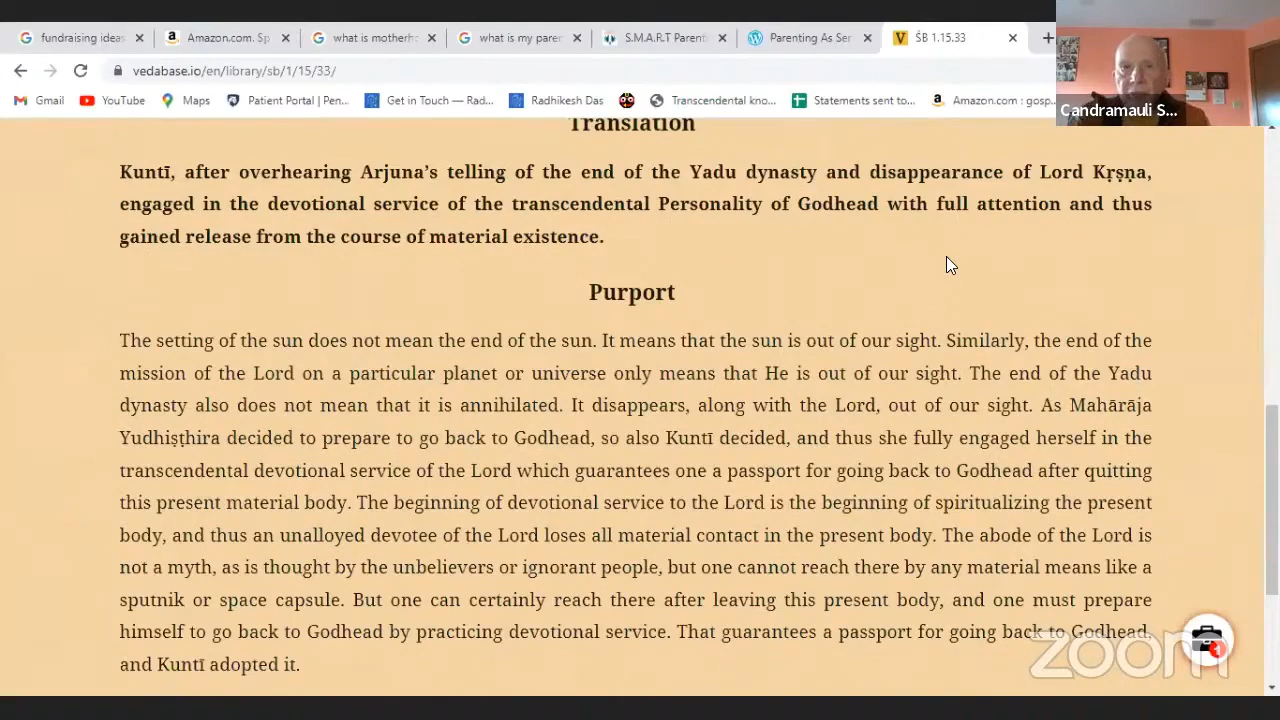 fundraising ideas
Amazon.com. Sp
what is motherh
what is my paren
S.M.A.R.T Parenti
Parenting As Ser
ŚB 1.15.33
vedabase.io/en/library/sb/1/15/33/
Gmail
YouTube
Maps
Patient Portal | Pen...
Get in Touch — Rad...
Radhikesh Das
Transcendental kno...
Statements sent to...
Amazon.com : gosp...
Candramauli S...
Translation
Kuntī, after overhearing Arjuna’s telling of the end of the Yadu dynasty and disappearance of Lord Kṛṣṇa,
engaged in the devotional service of the transcendental Personality of Godhead with full attention and thus
gained release from the course of material existence.
Purport
The setting of the sun does not mean the end of the sun. It means that the sun is out of our sight. Similarly, the end of the
mission of the Lord on a particular planet or universe only means that He is out of our sight. The end of the Yadu
dynasty also does not mean that it is annihilated. It disappears, along with the Lord, out of our sight. As Mahārāja
Yudhiṣṭhira decided to prepare to go back to Godhead, so also Kuntī decided, and thus she fully engaged herself in the
transcendental devotional service of the Lord which guarantees one a passport for going back to Godhead after quitting
this present material body. The beginning of devotional service to the Lord is the beginning of spiritualizing the present
body, and thus an unalloyed devotee of the Lord loses all material contact in the present body. The abode of the Lord is
not a myth, as is thought by the unbelievers or ignorant people, but one cannot reach there by any material means like a
sputnik or space capsule. But one can certainly reach there after leaving this present body, and one must prepare
himself to go back to Godhead by practicing devotional service. That guarantees a passport for going back to Godhead,
and Kuntī adopted it.
1
zoom